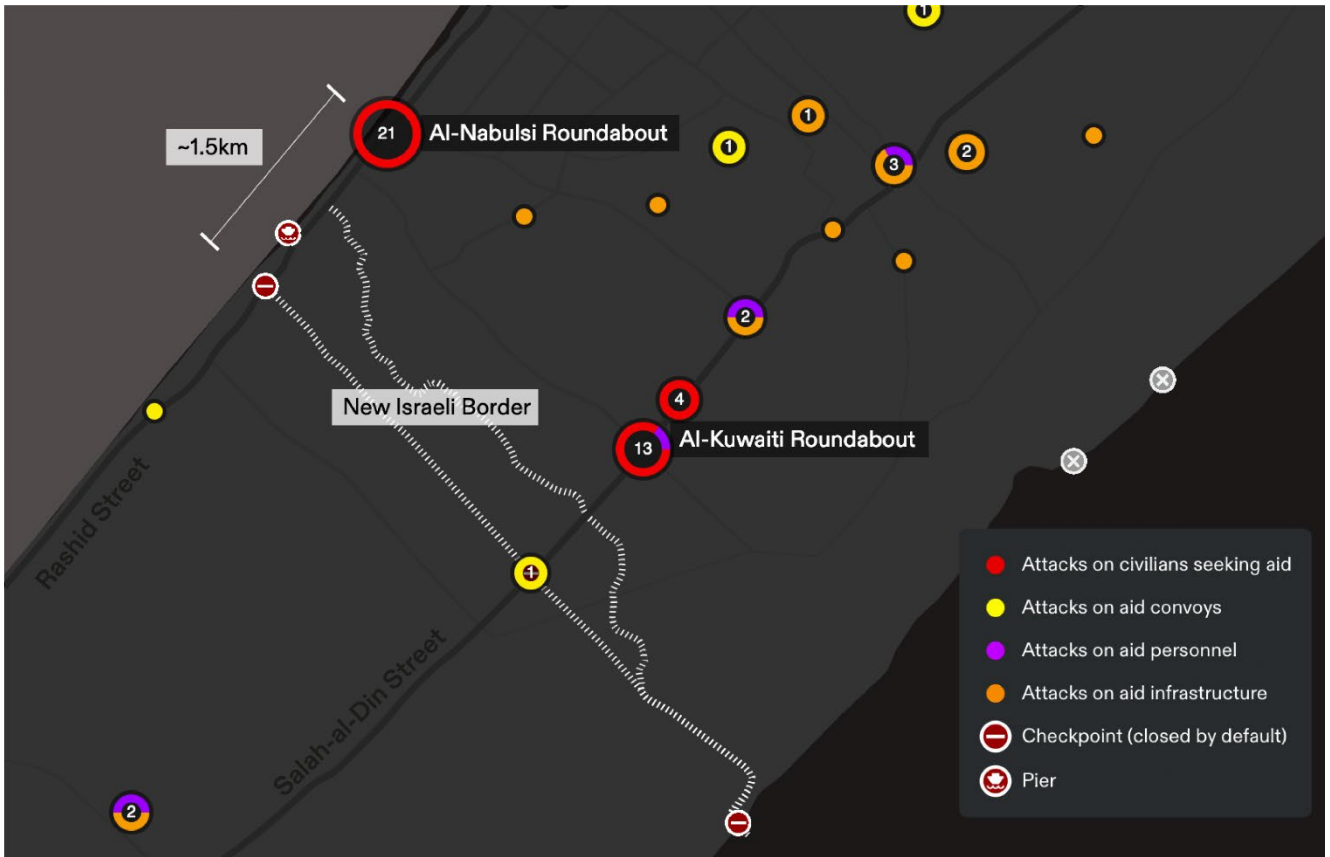 1
~1.5km
21
Al-Nabulsi Roundabout
1
1
3
2
2
New Israeli Border
4
13
Al-Kuwaiti Roundabout
Rashid Street
1
Salah-al-Din Street
2
Attacks on civilians seeking aid
Attacks on aid convoys
Attacks on aid personnel
Attacks on aid infrastructure
Checkpoint (closed by default)
Pier